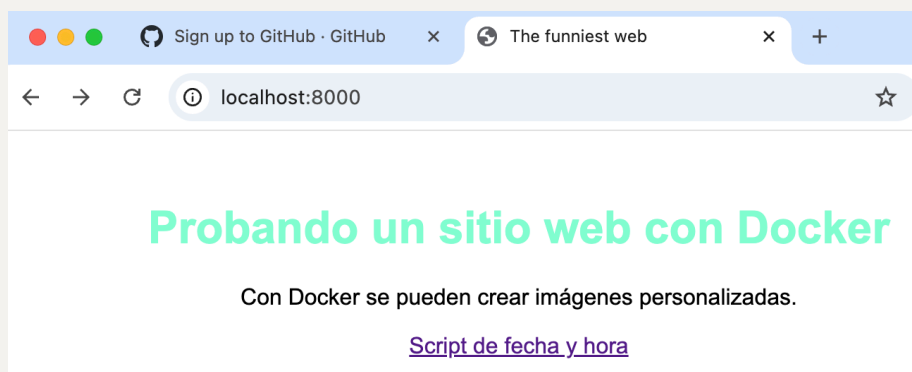 Sign up to GitHub · GitHub
The funniest web
localhost:8000
Probando un sitio web con Docker
Con Docker se pueden crear imágenes personalizadas.
Script de fecha y hora